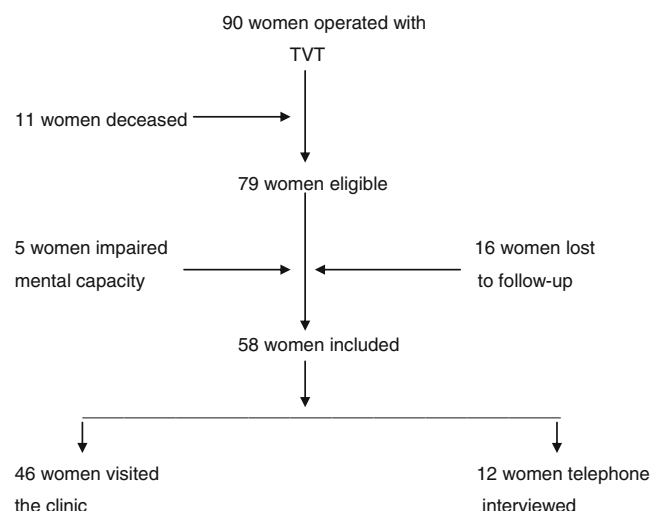 90 women operated with
TVT
11 women deceased
79 women eligible
5 women impaired
mental capacity
16 women lost
to follow-up
58 women included
46 women visited
the clinic
12 women telephone
interviewed